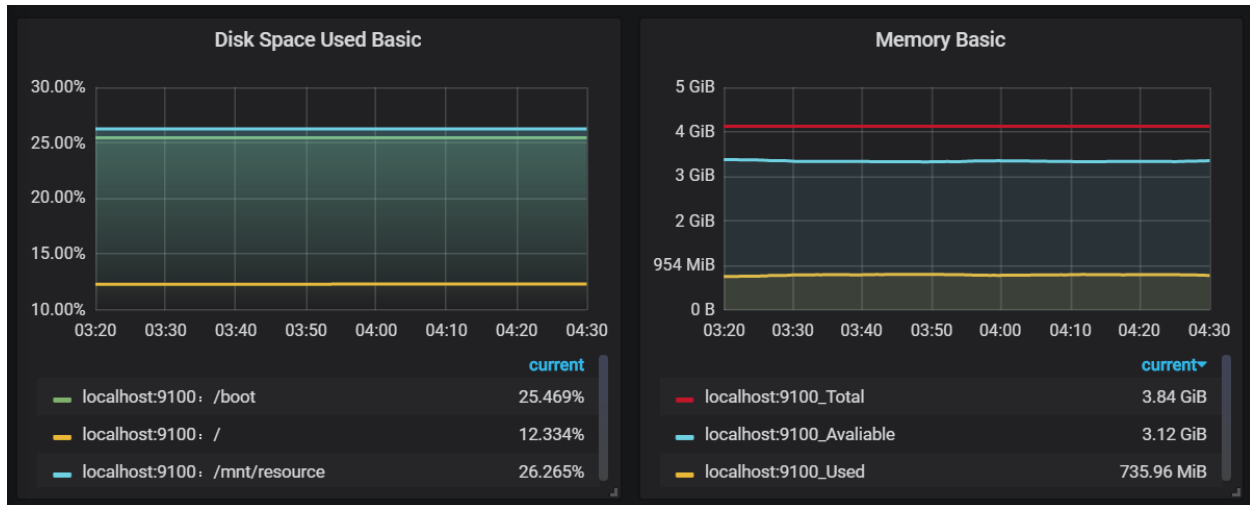 Disk Space Used Basic
30.00%
25.00%
20.00%
15.00%
10.00%
03:20 03:30 03:40 03:50 04:00 04:10 04:20 04:30
current
localhost:9100：/boot 25.469%
localhost:9100：/ 12.334%
localhost:9100：/mnt/resource 26.265%
Memory Basic
5 GiB
4 GiB
3 GiB
2 GiB
954 MiB
0 B
03:20 03:30 03:40 03:50 04:00 04:10 04:20 04:30
current
localhost:9100_Total 3.84 GiB
localhost:9100_Avaliable 3.12 GiB
localhost:9100_Used 735.96 MiB